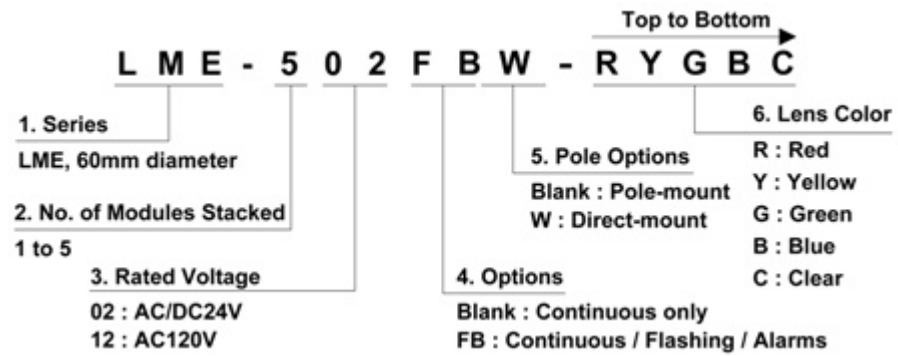 Top to Bottom
L M E - 5 0 2 F B W - R Y G B C
1. Series
LME, 60mm diameter
2. No. of Modules Stacked
1 to 5
3. Rated Voltage
02 : AC/DC24V
12 : AC120V
4. Options
Blank : Continuous only
FB : Continuous / Flashing / Alarms
5. Pole Options
Blank : Pole-mount
W : Direct-mount
6. Lens Color
R : Red
Y : Yellow
G : Green
B : Blue
C : Clear